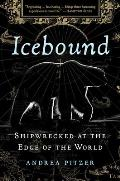 Icebound
SHIPWRECKED AT THE
EDGE OF THE WORLD
ANDREA PITZER